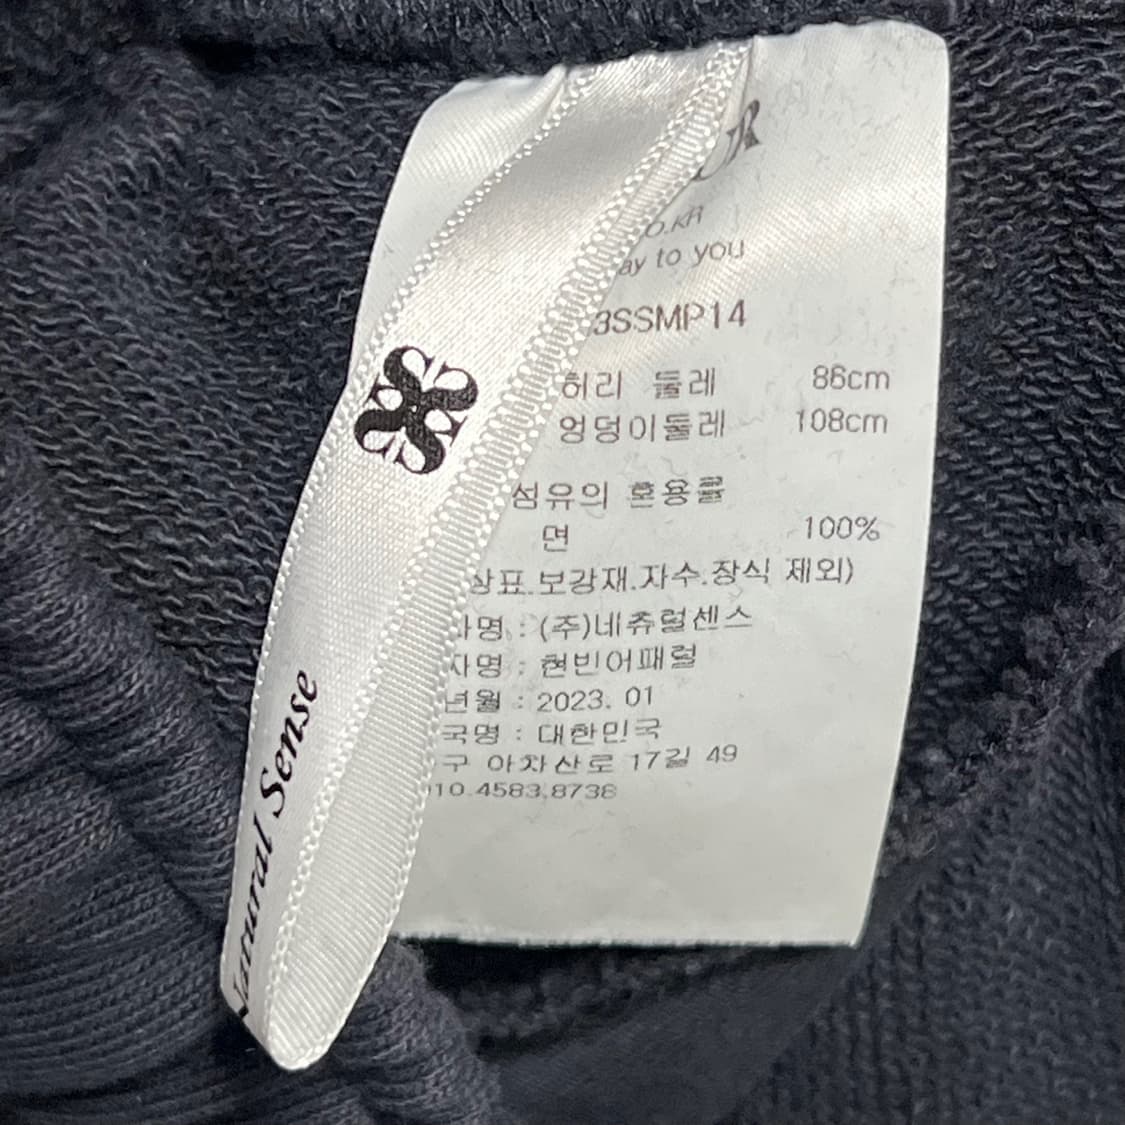 O.KR
ay to you
3SSMP14
허리 둘레 86cm
엉덩이둘레 108cm
섬유의 혼용률
면 100%
상표.보강재.자수.장식 제외)
사명 : (주)네츄럴센스
자명 : 현빈어패럴
년월 : 2023. 01
국명 : 대한민국
구 아차산로 17길 49
010.4583.8738
Natural Sense